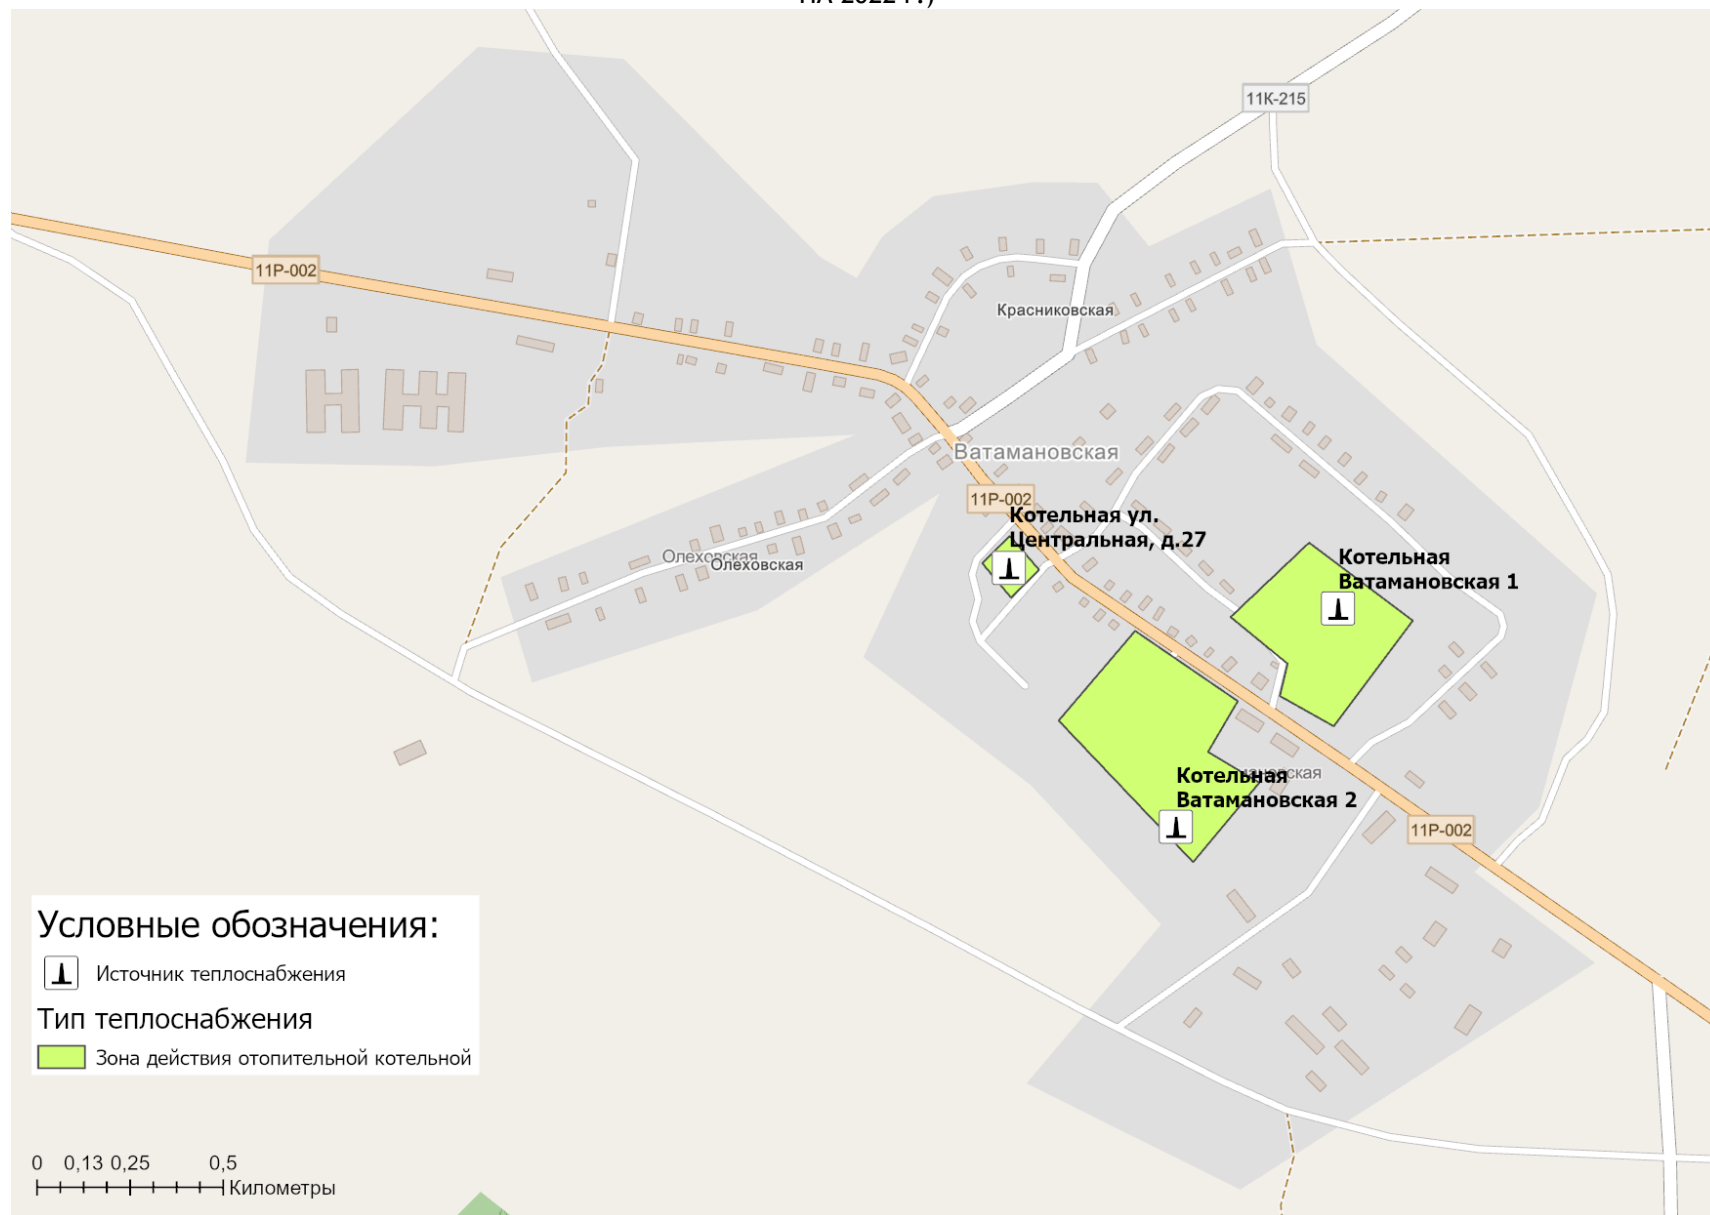 11К-215
11Р-002
Красниковская
Ватамановская
11Р-002
Котельная ул.
Центральная, д.27
Олеховская
Олеховская
Котельная
Ватамановская 1
Котельная
Ватамановская 2
11Р-002
Условные обозначения:
Источник теплоснабжения
Тип теплоснабжения
Зона действия отопительной котельной
0 0,13 0,25 0,5
Километры